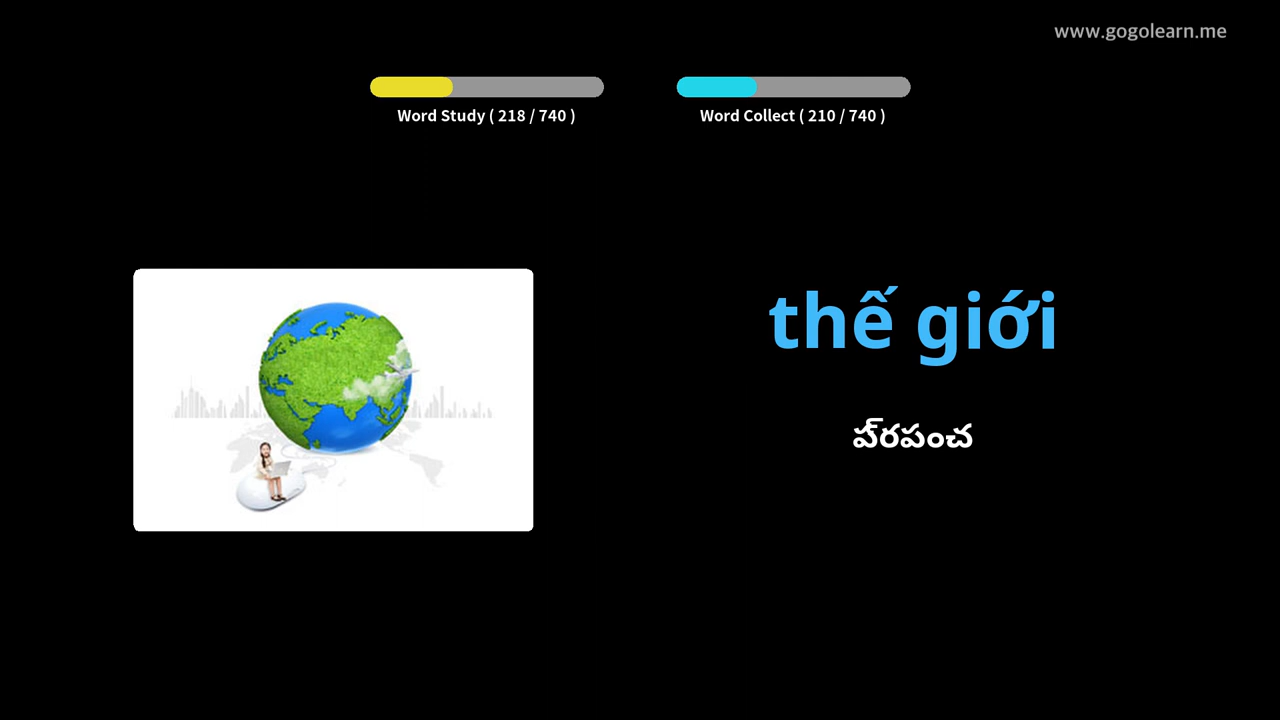 www.gogolearn.me
Word Study ( 218 / 740 )
Word Collect ( 210 / 740 )
thế giới
ప్రపంచ